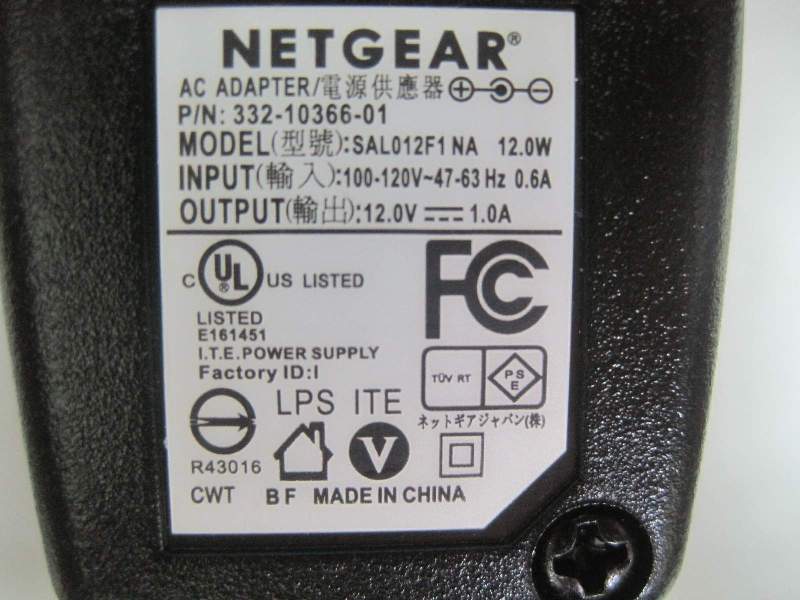 NETGEAR®
AC ADAPTER/電源供應器
P/N: 332-10366-01
MODEL(型號):SAL012F1 NA 12.0W
INPUT(輸入):100-120V~47-63 Hz 0.6A
OUTPUT(輸出):12.0V ⎓ 1.0A
C UL® US LISTED
FC
LISTED
E161451
I.T.E. POWER SUPPLY
Factory ID:I
TÜV RT
PS
E
LPS ITE
ネットギアジャパン(株)
V
R43016
CWT BF MADE IN CHINA